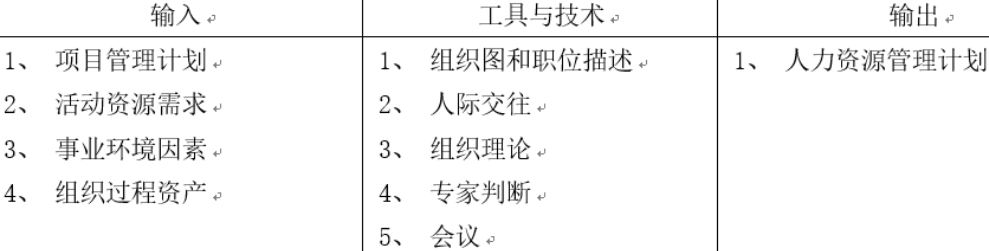 输入 工具与技术 输出
1、 项目管理计划 1、 组织图和职位描述 1、 人力资源管理计划
2、 活动资源需求 2、 人际交往
3、 事业环境因素 3、 组织理论
4、 组织过程资产 4、 专家判断
5、 会议